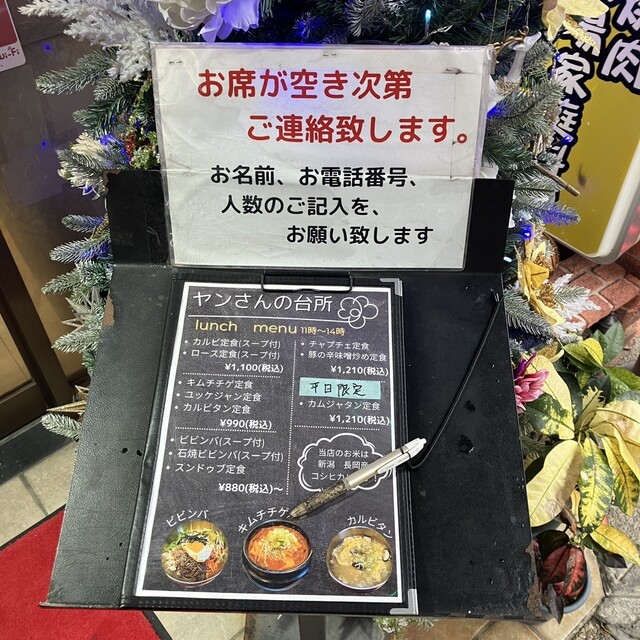 お席が空き次第
ご連絡致します。
お名前、お電話番号、
人数のご記入を、
お願い致します
ヤンさんの台所
lunch menu 11時〜14時
・カルビ定食(スープ付)
・ロース定食(スープ付)
¥1,100(税込)
・キムチチゲ定食
・ユッケジャン定食
・カルビタン定食
¥990(税込)
・ビビンバ(スープ付)
・石焼ビビンバ(スープ付)
・スンドゥブ定食
¥880(税込)〜
・チャプチェ定食
・豚の辛味噌炒め定食
¥1,210(税込)
平日限定
・カムジャタン定食
¥1,210(税込)
当店のお米は
新潟 長岡産
コシヒカリ
ビビンバ
キムチチゲ
カルビタン